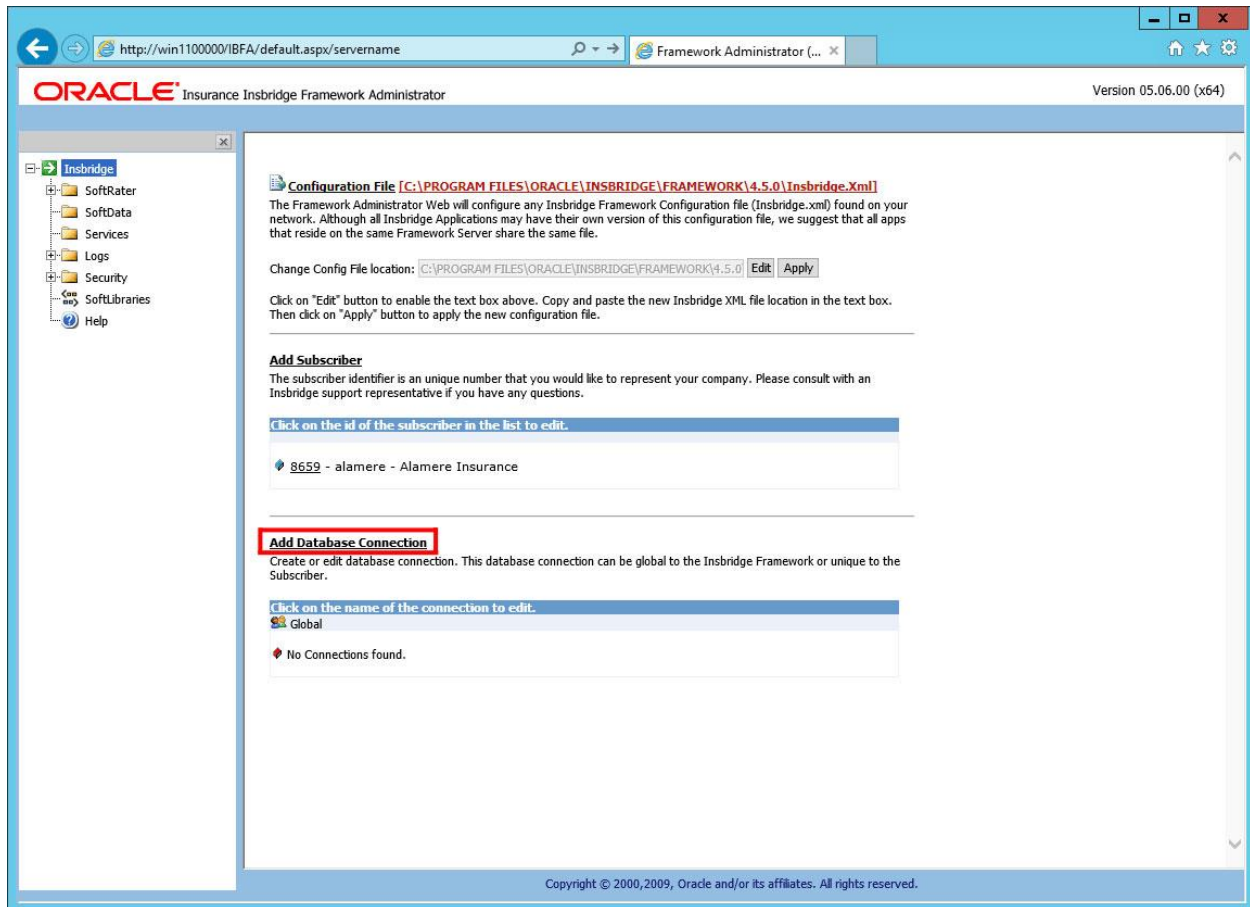 http://win1100000/IBFA/default.aspx/servername
Framework Administrator (...
ORACLE Insurance Insbridge Framework Administrator
Version 05.06.00 (x64)
Insbridge
SoftRater
SoftData
Services
Logs
Security
SoftLibraries
Help
Configuration File [C:\PROGRAM FILES\ORACLE\INSBRIDGE\FRAMEWORK\4.5.0\Insbridge.Xml]
The Framework Administrator Web will configure any Insbridge Framework Configuration file (Insbridge.xml) found on your
network. Although all Insbridge Applications may have their own version of this configuration file, we suggest that all apps
that reside on the same Framework Server share the same file.
Change Config File location: C:\PROGRAM FILES\ORACLE\INSBRIDGE\FRAMEWORK\4.5.0 Edit Apply
Click on "Edit" button to enable the text box above. Copy and paste the new Insbridge XML file location in the text box.
Then click on "Apply" button to apply the new configuration file.
Add Subscriber
The subscriber identifier is an unique number that you would like to represent your company. Please consult with an
Insbridge support representative if you have any questions.
Click on the id of the subscriber in the list to edit.
8659 - alamere - Alamere Insurance
Add Database Connection
Create or edit database connection. This database connection can be global to the Insbridge Framework or unique to the
Subscriber.
Click on the name of the connection to edit.
Global
No Connections found.
Copyright © 2000,2009, Oracle and/or its affiliates. All rights reserved.